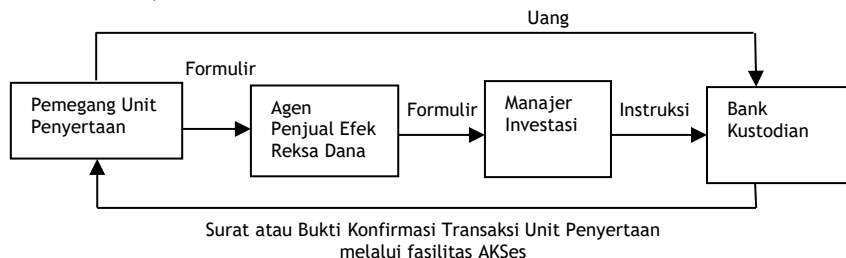 Uang
Formulir
Pemegang Unit
Penyertaan
Agen
Penjual Efek
Reksa Dana
Formulir
Manajer
Investasi
Instruksi
Bank
Kustodian
Surat atau Bukti Konfirmasi Transaksi Unit Penyertaan
melalui fasilitas AKSes